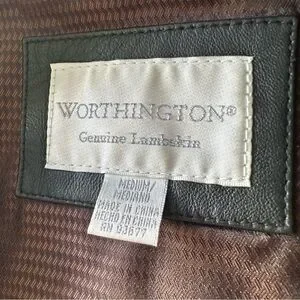 WORTHINGTON®
Genuine Lambskin
MEDIUM/
MEDIANO
MADE IN CHINA
HECHO EN CHINA
RN 93677